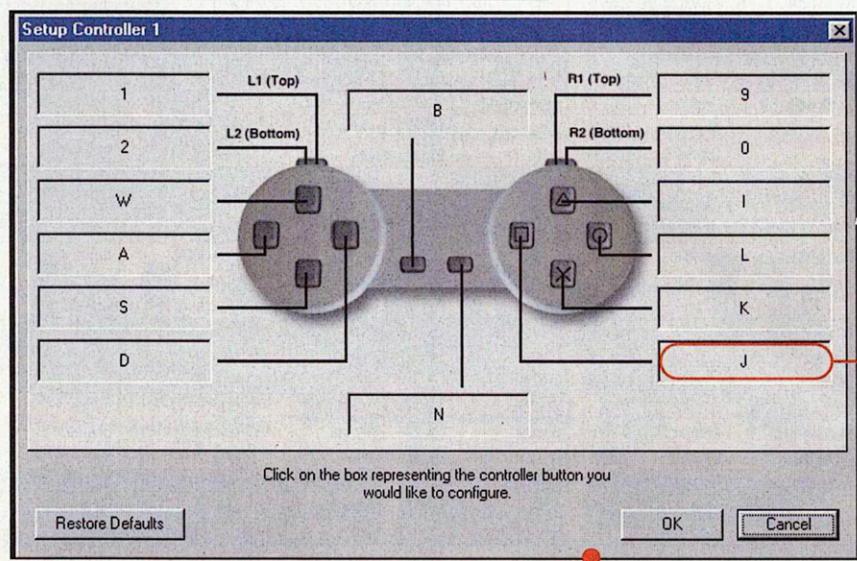 Setup Controller 1
1
L1 (Top)
B
R1 (Top)
9
2
L2 (Bottom)
R2 (Bottom)
0
W
I
A
L
S
K
D
J
N
Click on the box representing the controller button you
would like to configure.
Restore Defaults
OK
Cancel